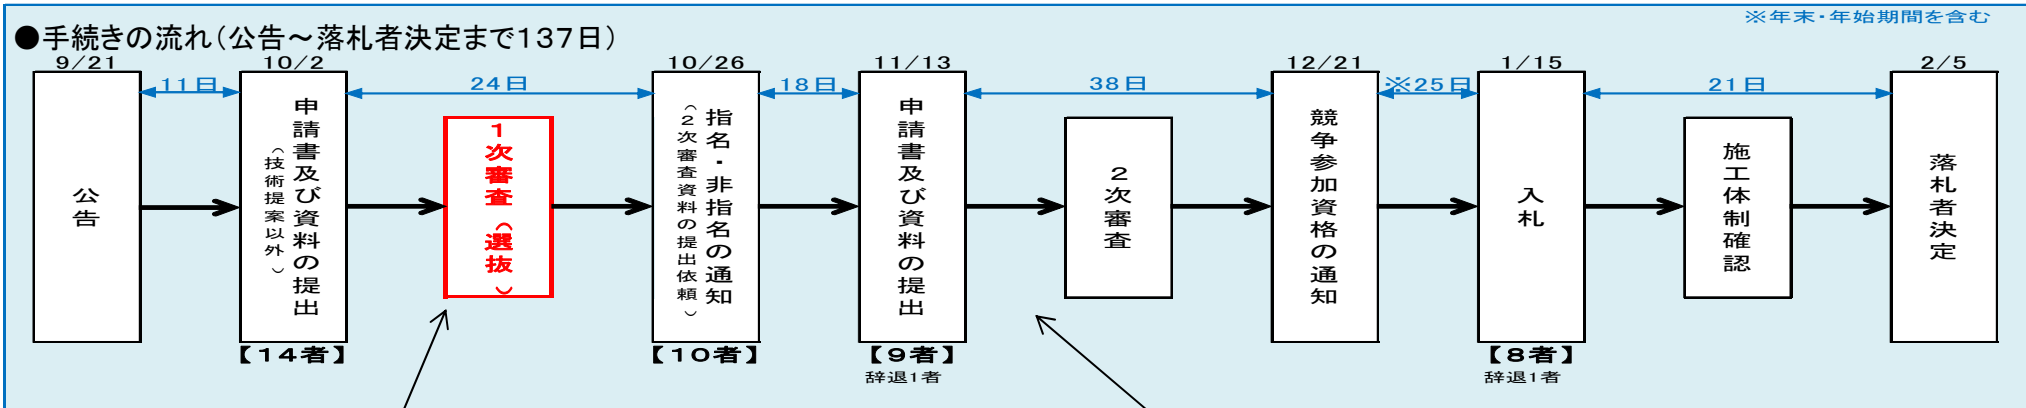 ※年末・年始期間を含む
●手続きの流れ（公告～落札者決定まで137日）
9/21
10/2
10/26
11/13
12/21
1/15
2/5
11日
24日
18日
38日
※25日
21日
公告
申請書及び資料の提出
（技術提案以外）
1次審査（選抜）
指名・非指名の通知
（2次審査資料の提出依頼）
申請書及び資料の提出
2次審査
競争参加資格の通知
入札
施工体制確認
落札者決定
【14者】
【10者】
【9者】
【8者】
辞退1者
辞退1者